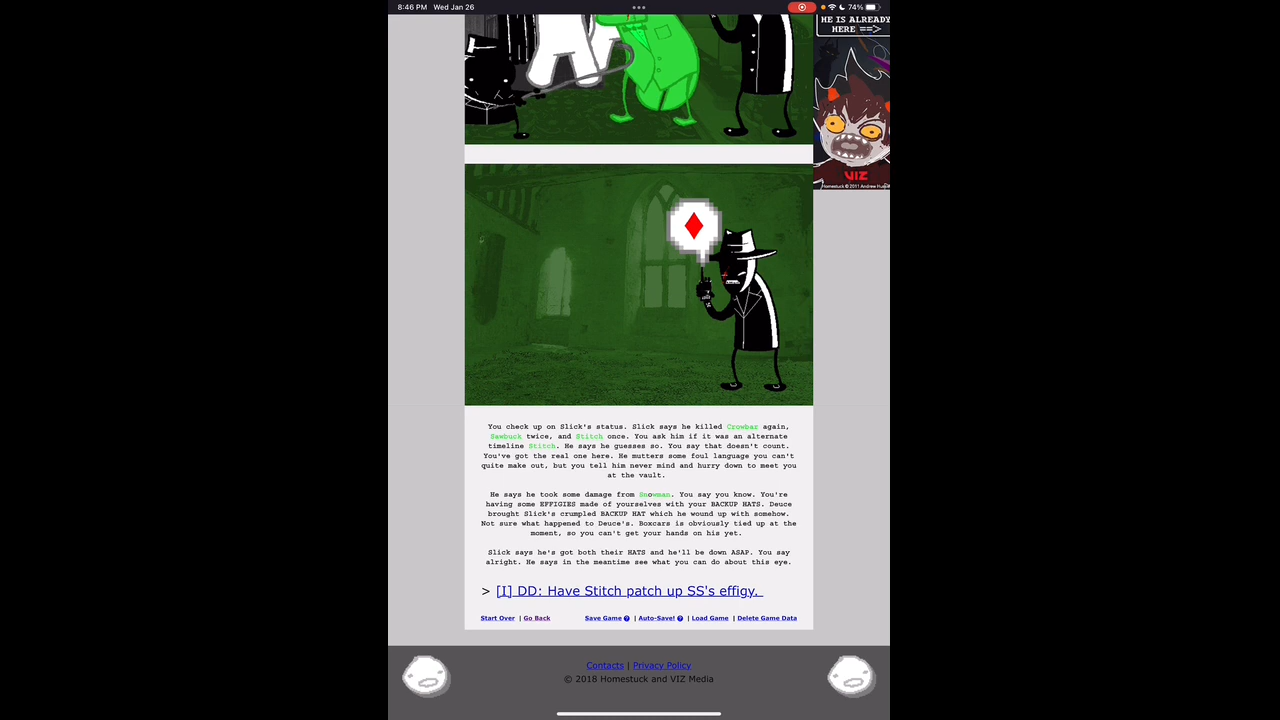 8:46 PM Wed Jan 26
74%
HE IS ALREADY
HERE ==>
VIZ
You check up on Slick's status. Slick says he killed Crowbar again,
Sawbuck twice, and Stitch once. You ask him if it was an alternate
timeline Stitch. He says he guesses so. You say that doesn't count.
You've got the real one here. He mutters some foul language you can't
quite make out, but you tell him never mind and hurry down to meet you
at the vault.
He says he took some damage from Snowman. You say you know. You're
having some EFFIGIES made of yourselves with your BACKUP HATS. Deuce
brought Slick's crumpled BACKUP HAT which he wound up with somehow.
Not sure what happened to Deuce's. Boxcars is obviously tied up at the
moment, so you can't get your hands on his yet.
Slick says he's got both their HATS and he'll be down ASAP. You say
alright. He says in the meantime see what you can do about this eye.
> [I] DD: Have Stitch patch up SS's effigy.
Start Over | Go Back Save Game ? | Auto-Save! ? | Load Game | Delete Game Data
Contacts | Privacy Policy
© 2018 Homestuck and VIZ Media